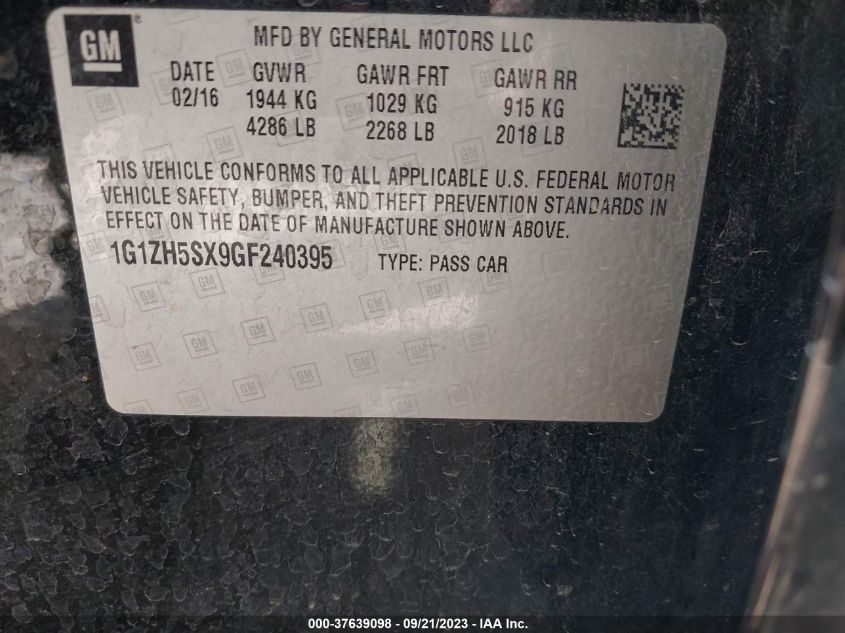 GM
MFD BY GENERAL MOTORS LLC
DATE GVWR GAWR FRT GAWR RR
02/16 1944 KG 1029 KG 915 KG
4286 LB 2268 LB 2018 LB
THIS VEHICLE CONFORMS TO ALL APPLICABLE U.S. FEDERAL MOTOR
VEHICLE SAFETY, BUMPER, AND THEFT PREVENTION STANDARDS IN
EFFECT ON THE DATE OF MANUFACTURE SHOWN ABOVE.
1G1ZH5SX9GF240395 TYPE: PASS CAR
000-37639098 - 09/21/2023 - IAA Inc.